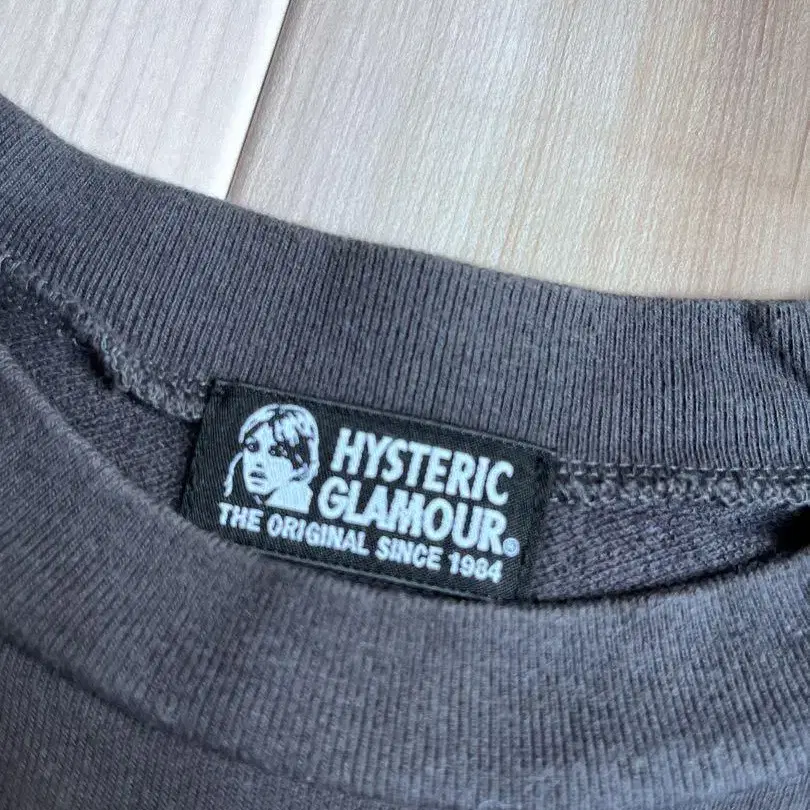 HYSTERIC
GLAMOUR®
THE ORIGINAL SINCE 1984